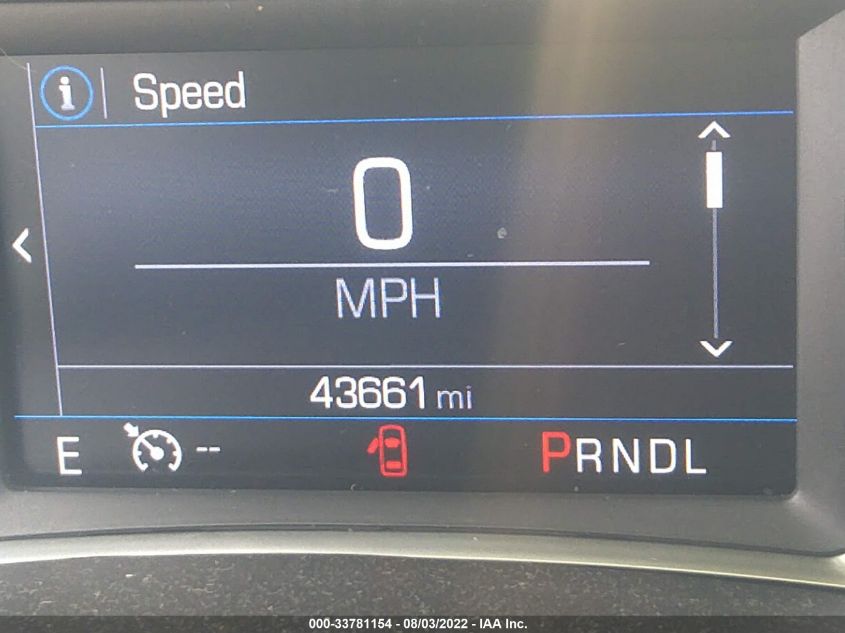 i Speed
0
MPH
43661 mi
E -- PRNDL
000-33781154 - 08/03/2022 - IAA Inc.